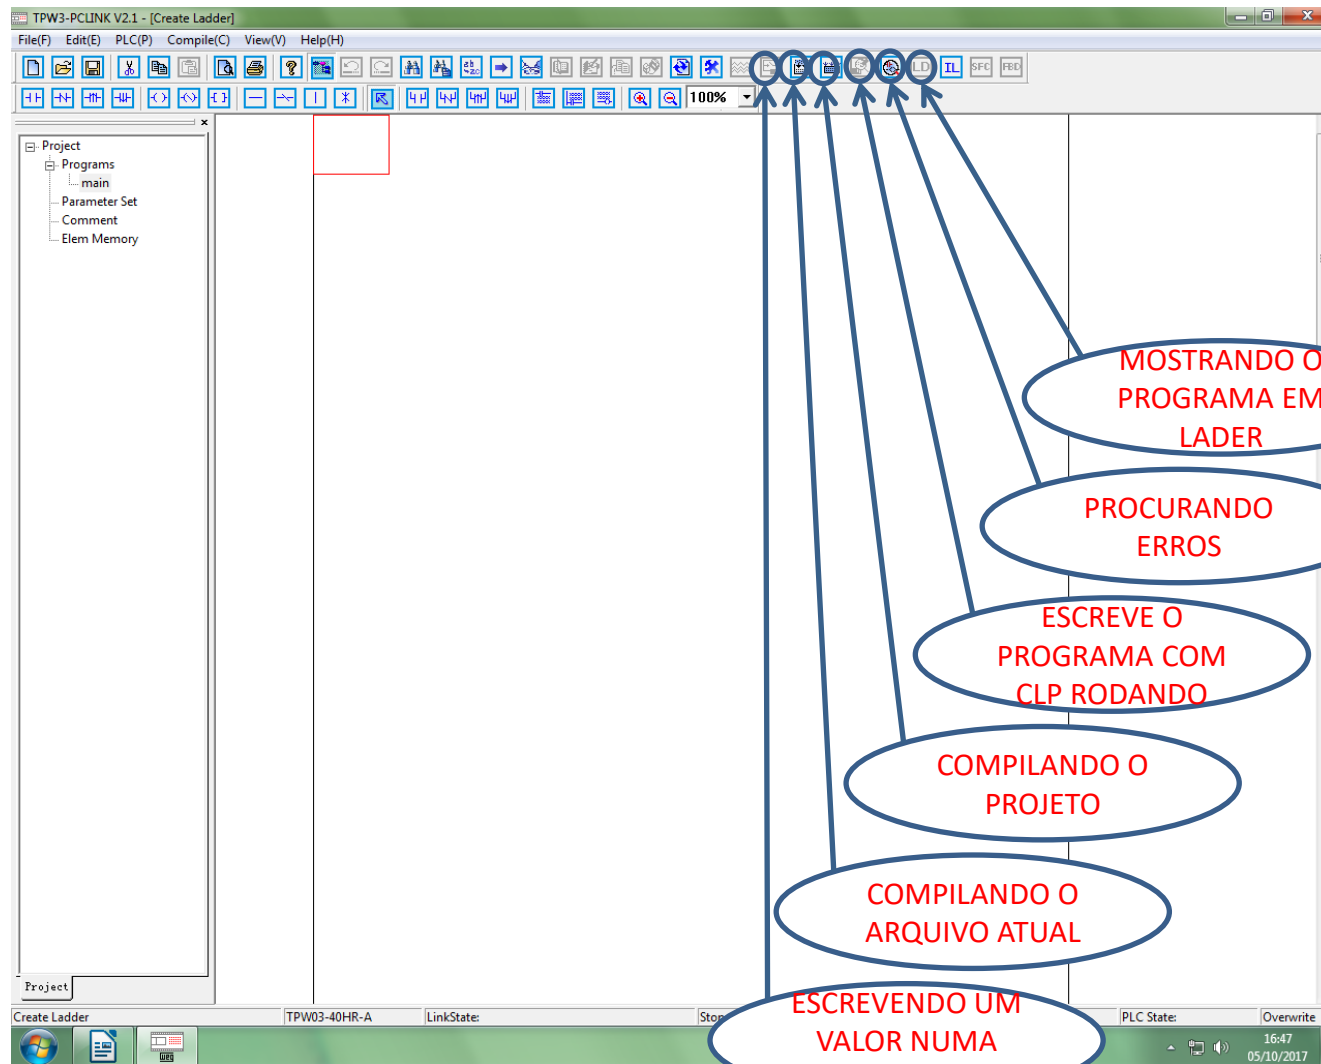 TPW3-PCLINK V2.1 - [Create Ladder]
File(F) Edit(E) PLC(P) Compile(C) View(V) Help(H)
LD IL SFC FBD
100%
Project
Programs
main
Parameter Set
Comment
Elem Memory
MOSTRANDO O
PROGRAMA EM
LADER
PROCURANDO
ERROS
ESCREVE O
PROGRAMA COM
CLP RODANDO
COMPILANDO O
PROJETO
COMPILANDO O
ARQUIVO ATUAL
ESCREVENDO UM
VALOR NUMA
Project
Create Ladder TPW03-40HR-A LinkState: PLC State: Overwrite
weg
16:47
05/10/2017